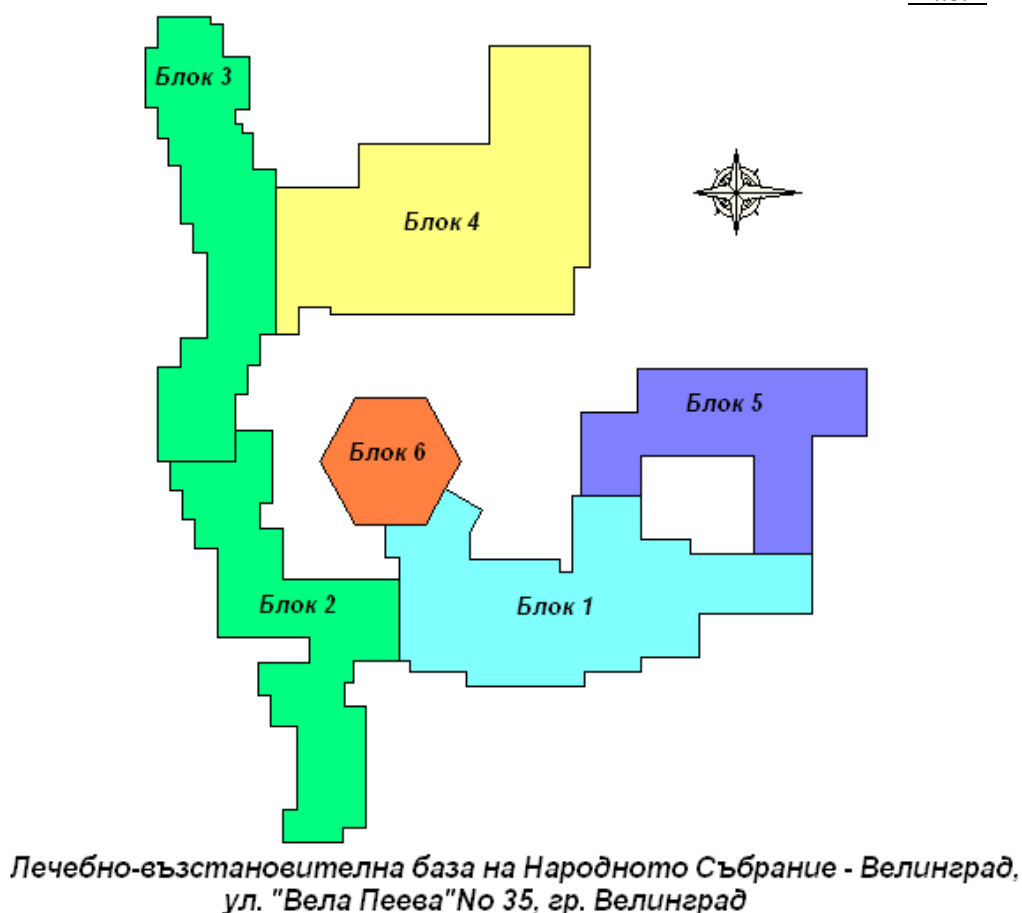 Блок 3
Блок 4
Блок 5
Блок 6
Блок 2
Блок 1
Лечебно-възстановителна база на Народното Събрание - Велинград,
ул. "Вела Пеева"No 35, гр. Велинград